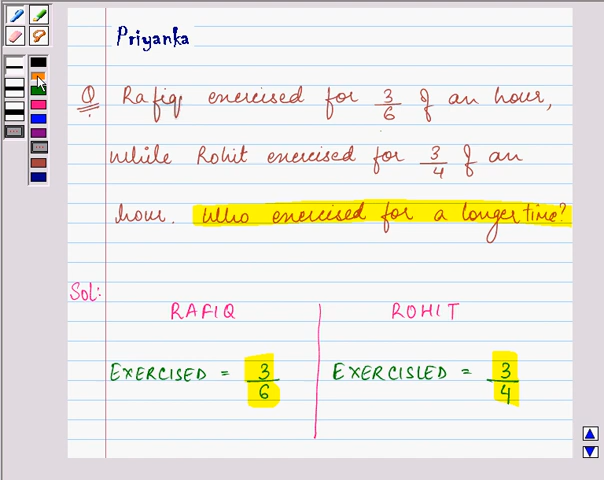 Priyanka
Q. Rafiq exercised for 3/6 of an hour,
while Rohit exercised for 3/4 of an
hour. Who exercised for a longer time?
Sol:
RAFIQ ROHIT
EXERCISED = 3/6 EXERCISLED = 3/4